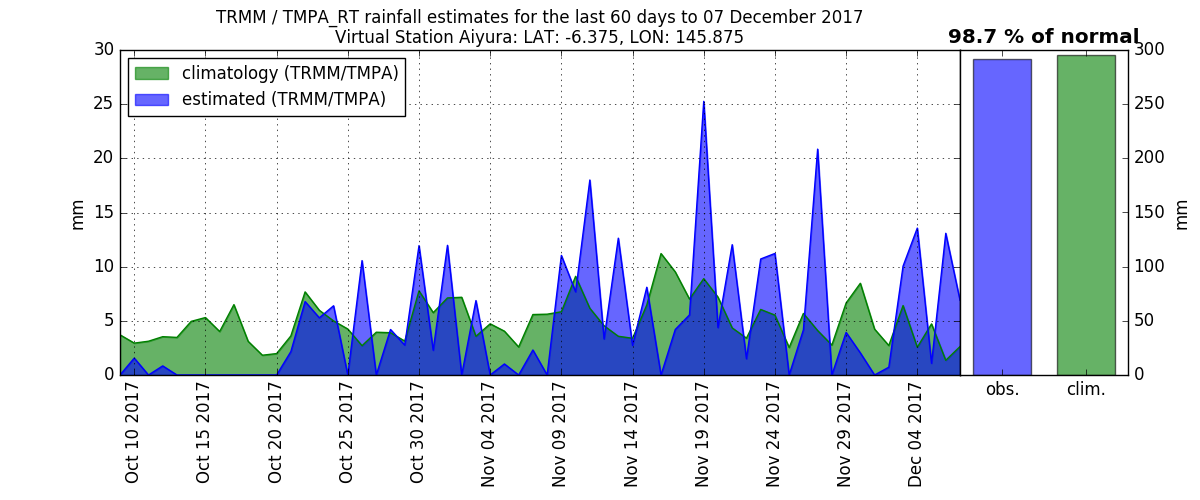 TRMM / TMPA_RT rainfall estimates for the last 60 days to 07 December 2017
Virtual Station Aiyura: LAT: -6.375, LON: 145.875
98.7 % of normal
climatology (TRMM/TMPA)
estimated (TRMM/TMPA)
mm
30
25
20
15
10
5
0
300
250
200
150
100
50
0
mm
Oct 10 2017
Oct 15 2017
Oct 20 2017
Oct 25 2017
Oct 30 2017
Nov 04 2017
Nov 09 2017
Nov 14 2017
Nov 19 2017
Nov 24 2017
Nov 29 2017
Dec 04 2017
obs.
clim.